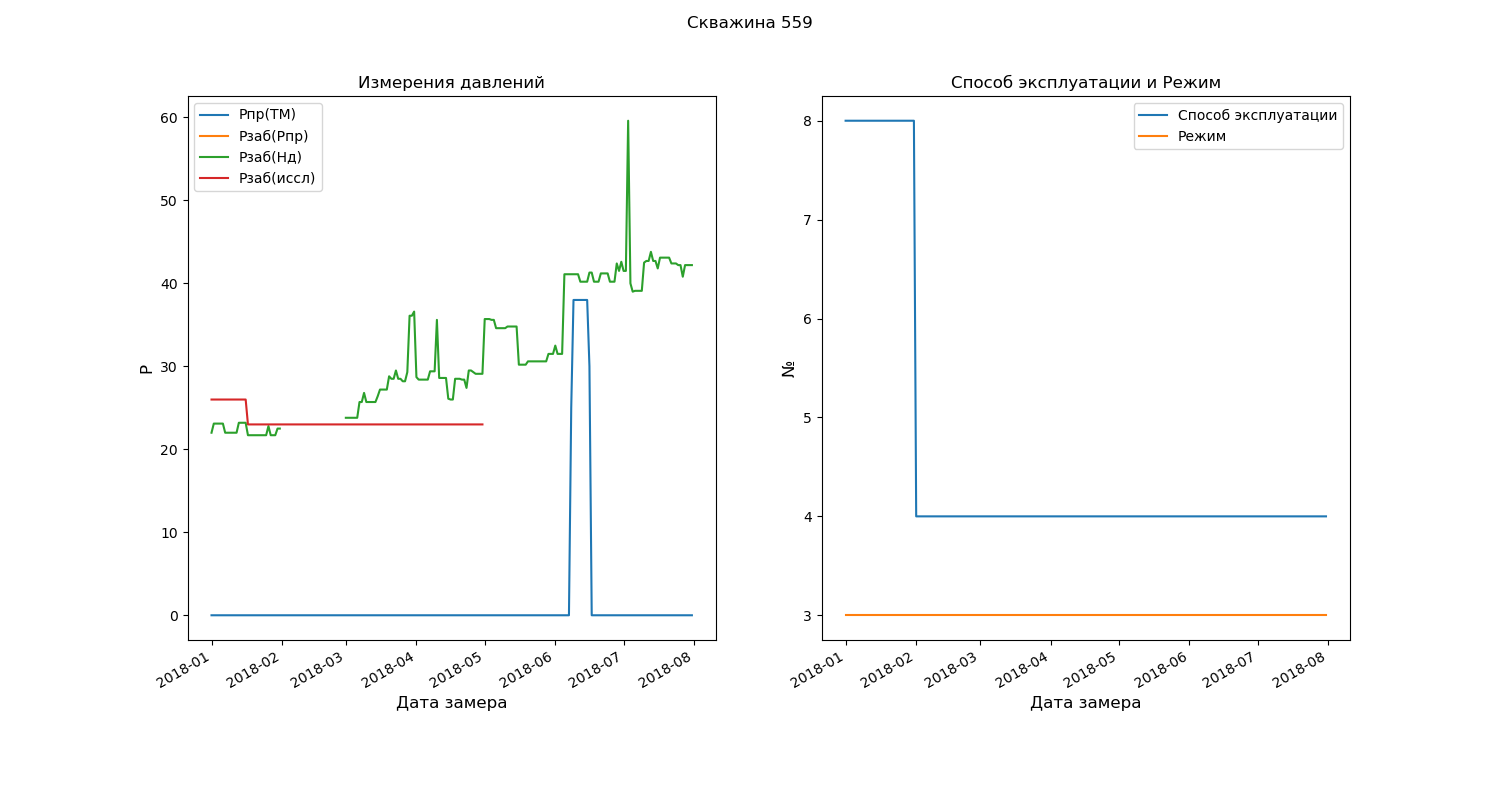 Скважина 559
Измерения давлений
Рпр(ТМ)
Рзаб(Рпр)
Рзаб(Нд)
Рзаб(иссл)
60
50
40
30
20
10
0
Р
2018-01
2018-02
2018-03
2018-04
2018-05
2018-06
2018-07
2018-08
Дата замера
Способ эксплуатации и Режим
Способ эксплуатации
Режим
8
7
6
5
4
3
№
2018-01
2018-02
2018-03
2018-04
2018-05
2018-06
2018-07
2018-08
Дата замера